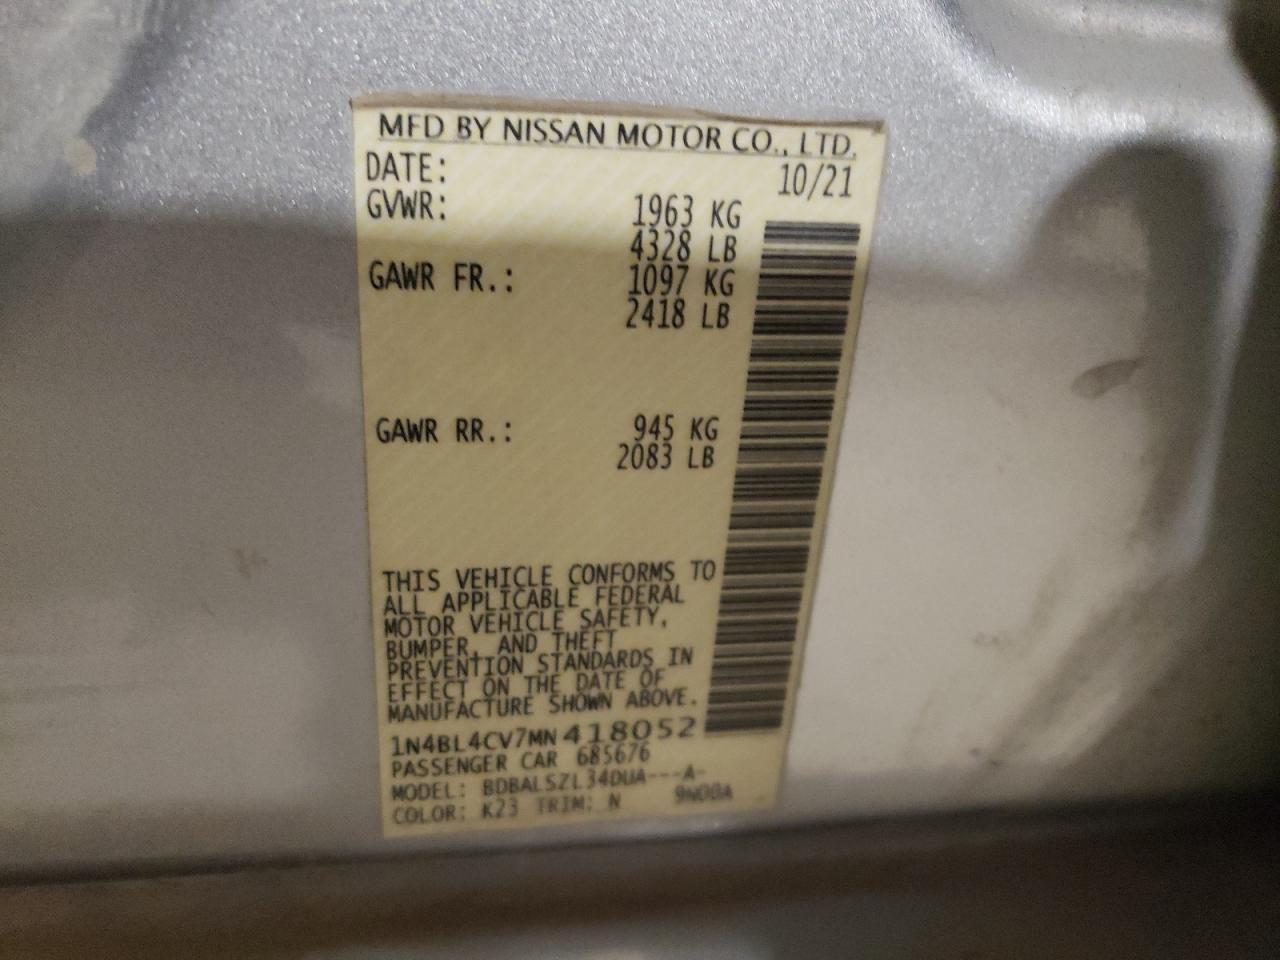 MFD BY NISSAN MOTOR CO., LTD.
DATE: 10/21
GVWR: 1963 KG
4328 LB
GAWR FR.: 1097 KG
2418 LB
GAWR RR.: 945 KG
2083 LB
THIS VEHICLE CONFORMS TO
ALL APPLICABLE FEDERAL
MOTOR VEHICLE SAFETY,
BUMPER, AND THEFT
PREVENTION STANDARDS IN
EFFECT ON THE DATE OF
MANUFACTURE SHOWN ABOVE.
1N4BL4CV7MN418052
PASSENGER CAR 685676
MODEL: BDBALSZL34DUA---A-
COLOR: K23 TRIM: N 9N00A